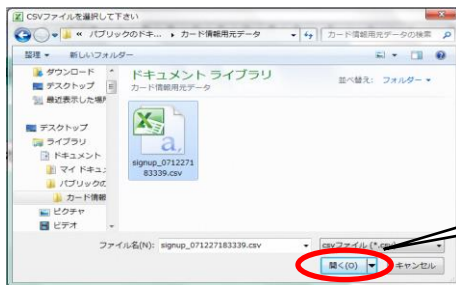 CSVファイルを選択して下さい
« パブリックのドキ... ▸ カード情報用元データ
カード情報用元データの検索
整理 ▾ 新しいフォルダー
ダウンロード
デスクトップ
最近表示した場所
デスクトップ
ライブラリ
ドキュメント
マイ ドキュ
パブリックの
カード情報
ピクチャ
ビデオ
ドキュメント ライブラリ
カード情報用元データ
並べ替え: フォルダー ▾
a,
signup_0712271
83339.csv
ファイル名(N): signup_071227183339.csv
csvファイル (*.csv)
開く(O)
キャンセル